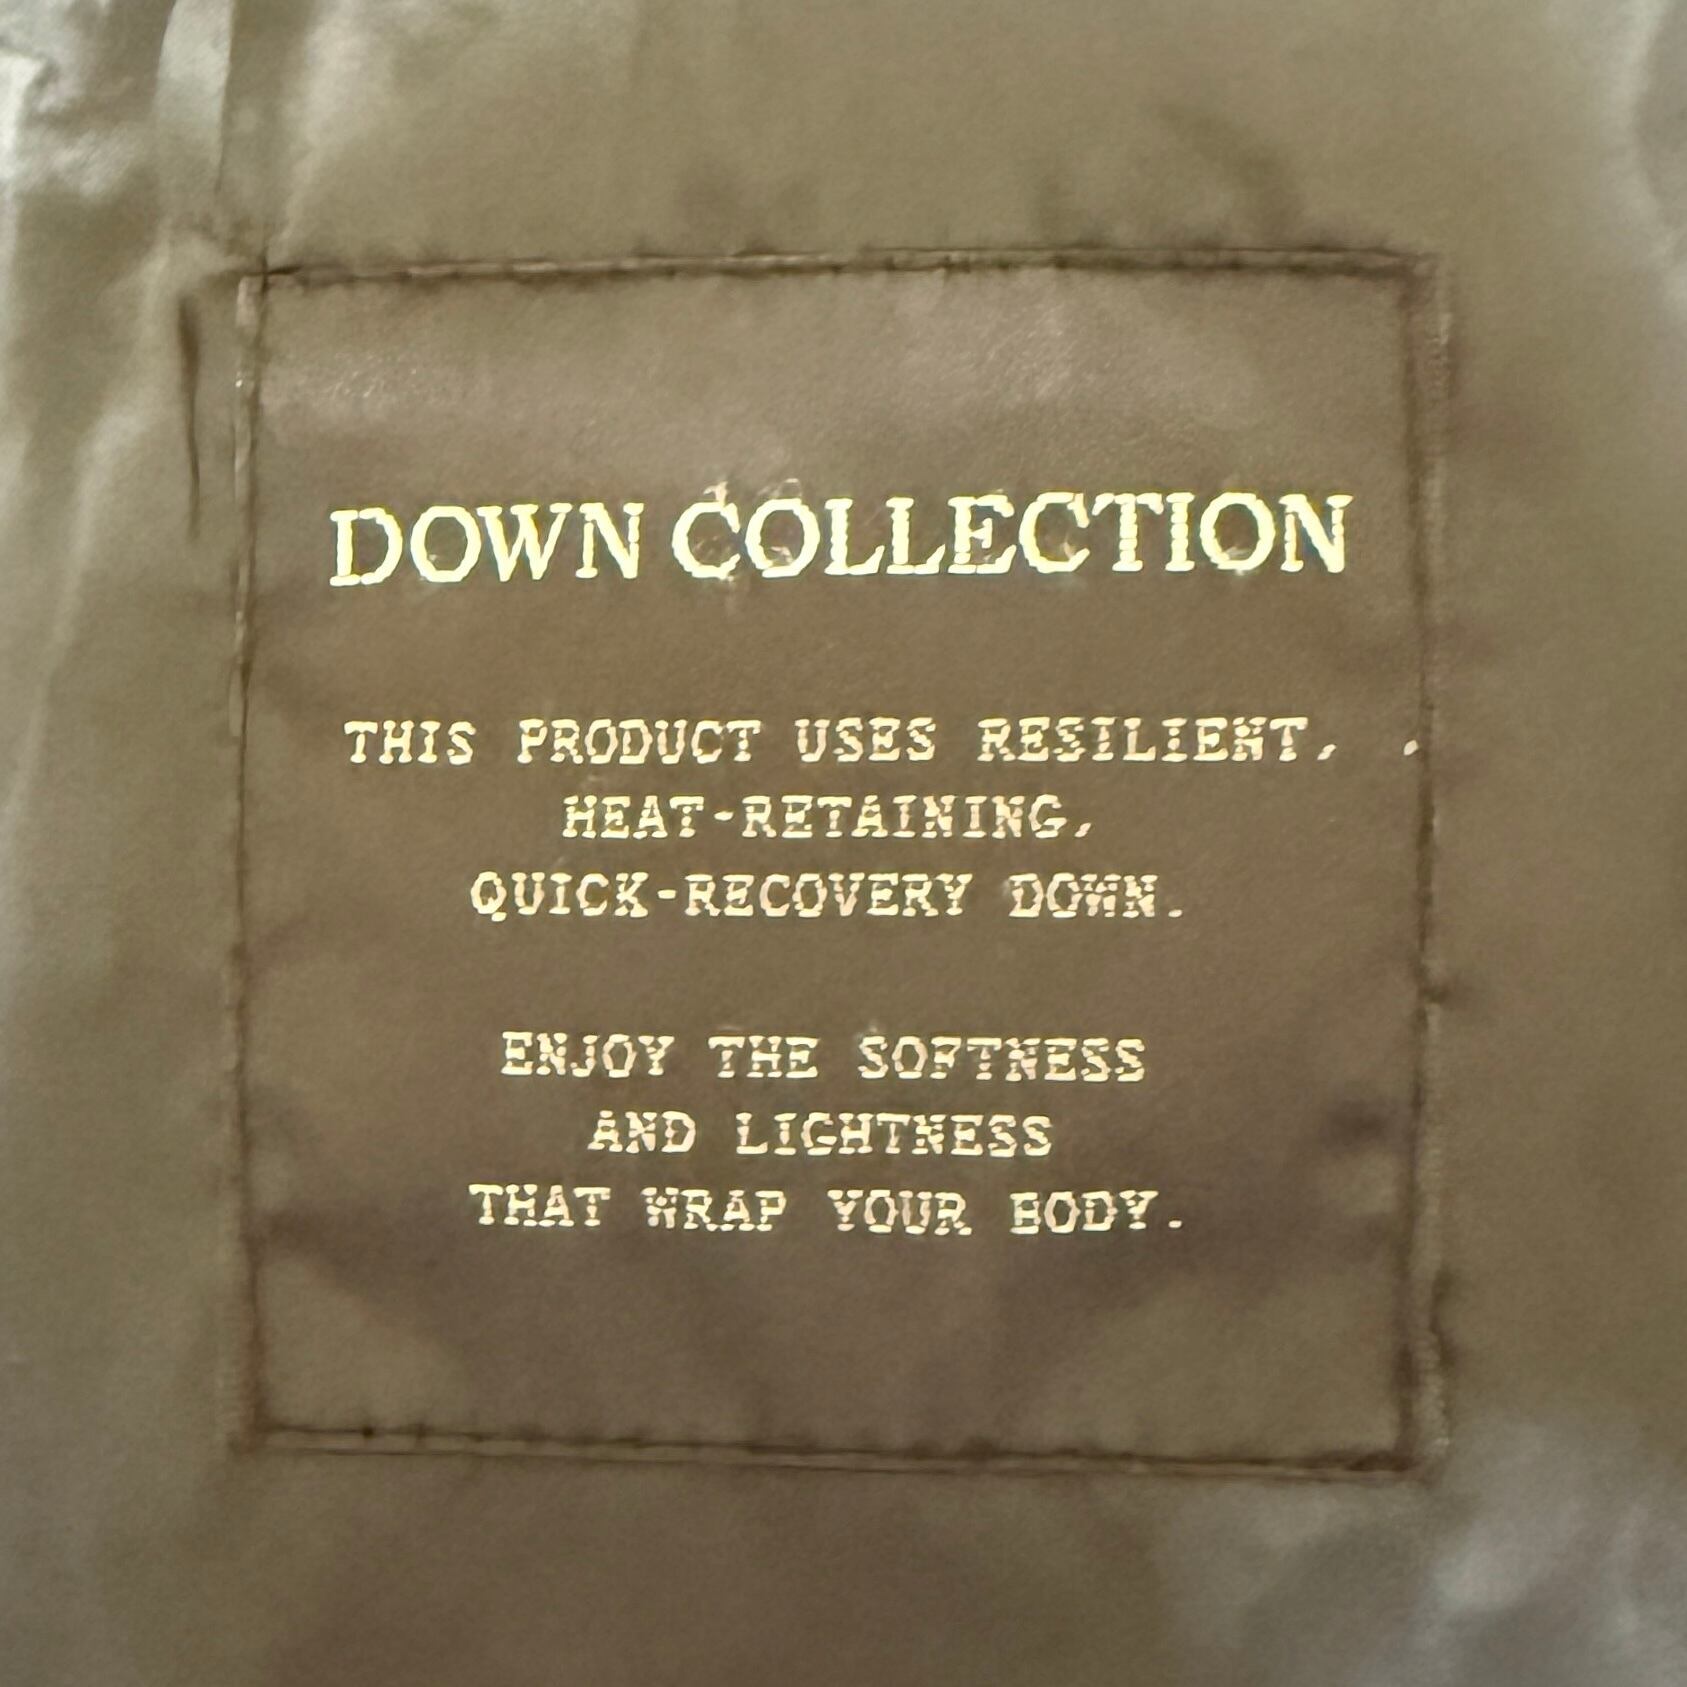 DOWN COLLECTION
THIS PRODUCT USES RESILIENT,
HEAT-RETAINING,
QUICK-RECOVERY DOWN.
ENJOY THE SOFTNESS
AND LIGHTNESS
THAT WRAP YOUR BODY.